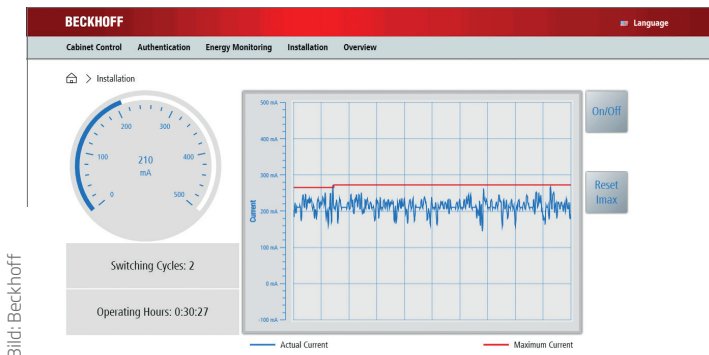 BECKHOFF
Language
Cabinet Control Authentication Energy Monitoring Installation Overview
> Installation
200 300
100 400
0 500
210
mA
Switching Cycles: 2
Operating Hours: 0:30:27
500 mA
400 mA
300 mA
200 mA
100 mA
0 mA
-100 mA
Current
Actual Current
Maximum Current
On/Off
Reset
Imax
Bild: Beckhoff